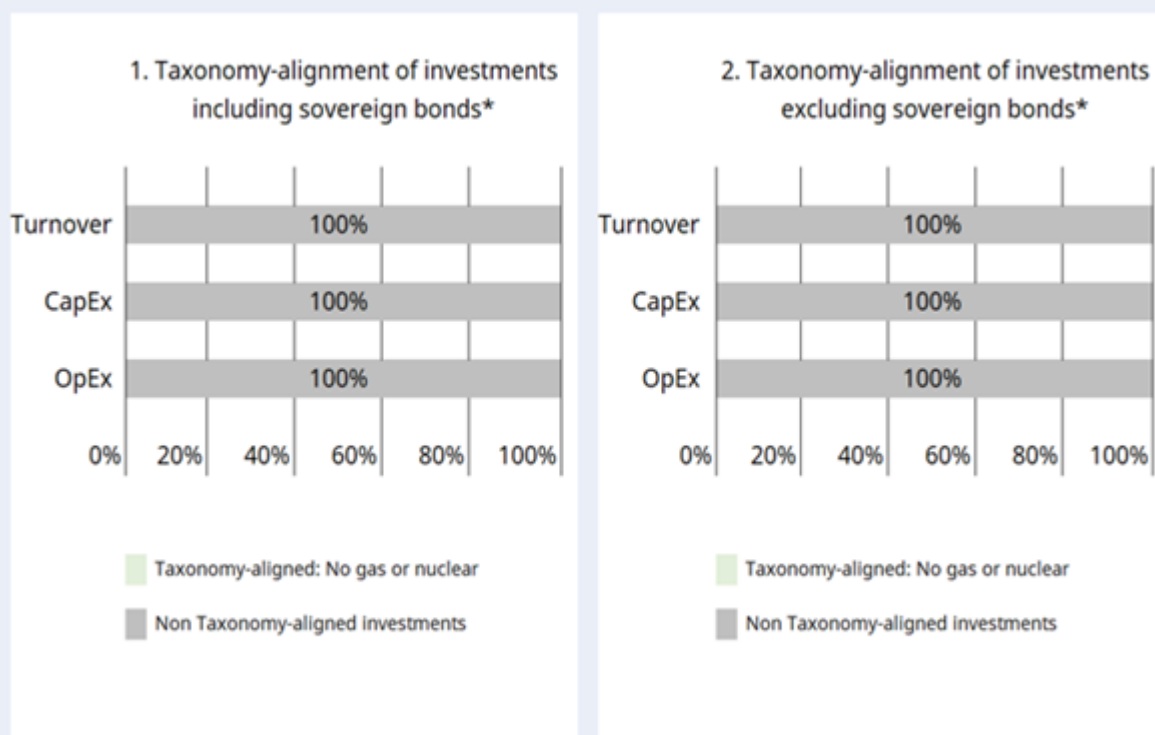 1. Taxonomy-alignment of investments
including sovereign bonds*
Turnover 100%
CapEx 100%
OpEx 100%
0% 20% 40% 60% 80% 100%
Taxonomy-aligned: No gas or nuclear
Non Taxonomy-aligned investments
2. Taxonomy-alignment of investments
excluding sovereign bonds*
Turnover 100%
CapEx 100%
OpEx 100%
0% 20% 40% 60% 80% 100%
Taxonomy-aligned: No gas or nuclear
Non Taxonomy-aligned investments